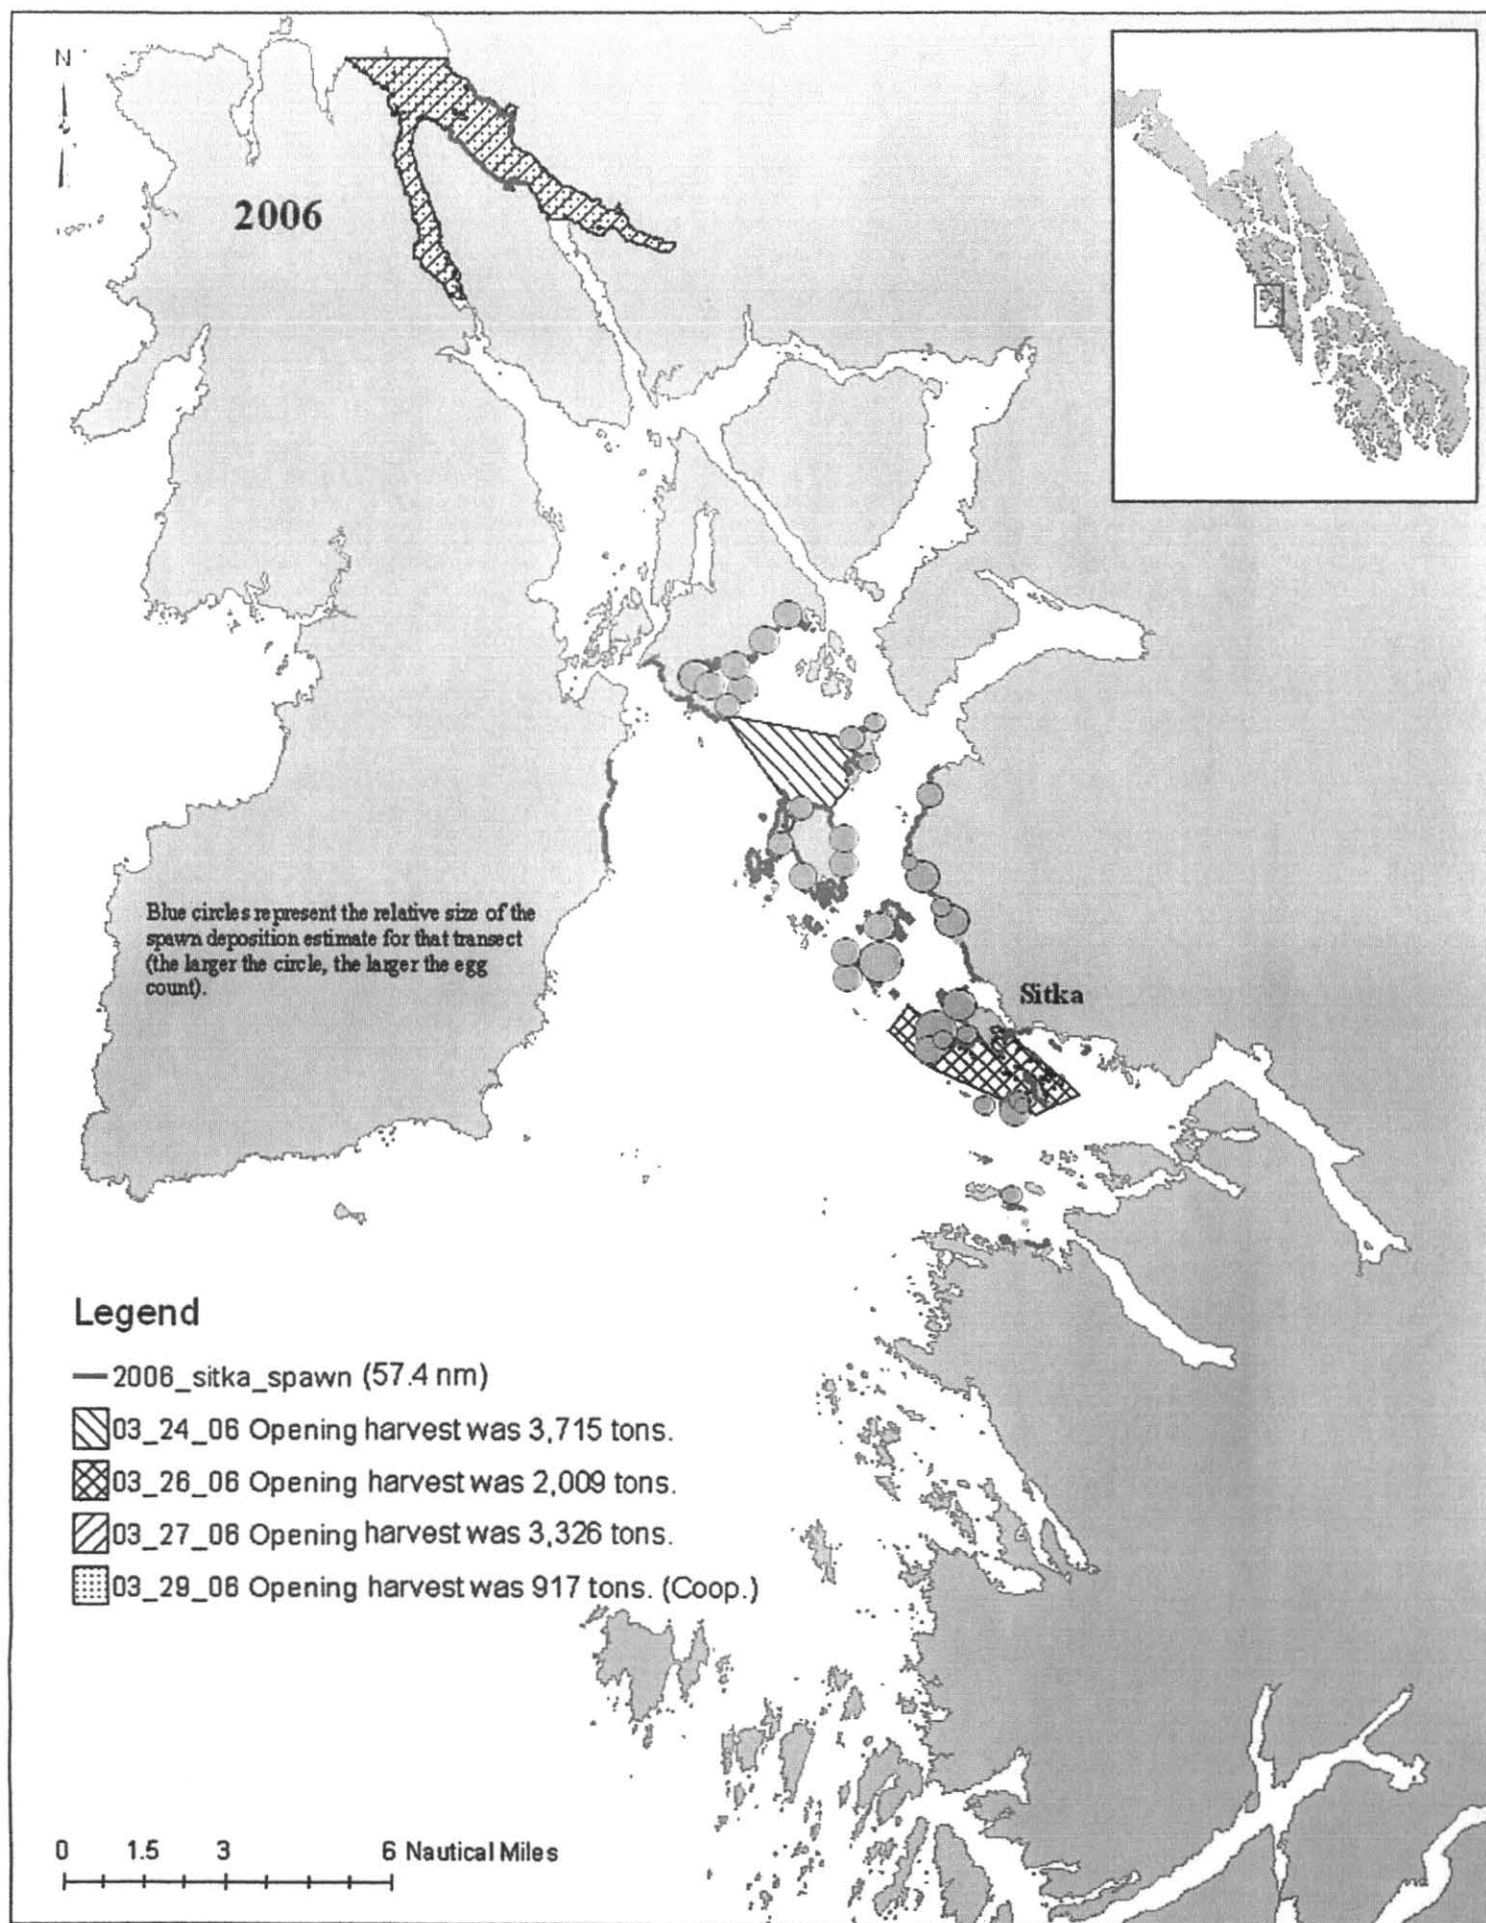 N
2006
Blue circles represent the relative size of the
spawn deposition estimate for that transect
(the larger the circle, the larger the egg
count).
Sitka
Legend
2006_sitka_spawn (57.4 nm)
03_24_06 Opening harvest was 3,715 tons.
03_26_06 Opening harvest was 2,009 tons.
03_27_06 Opening harvest was 3,326 tons.
03_29_06 Opening harvest was 917 tons. (Coop.)
0 1.5 3 6 Nautical Miles